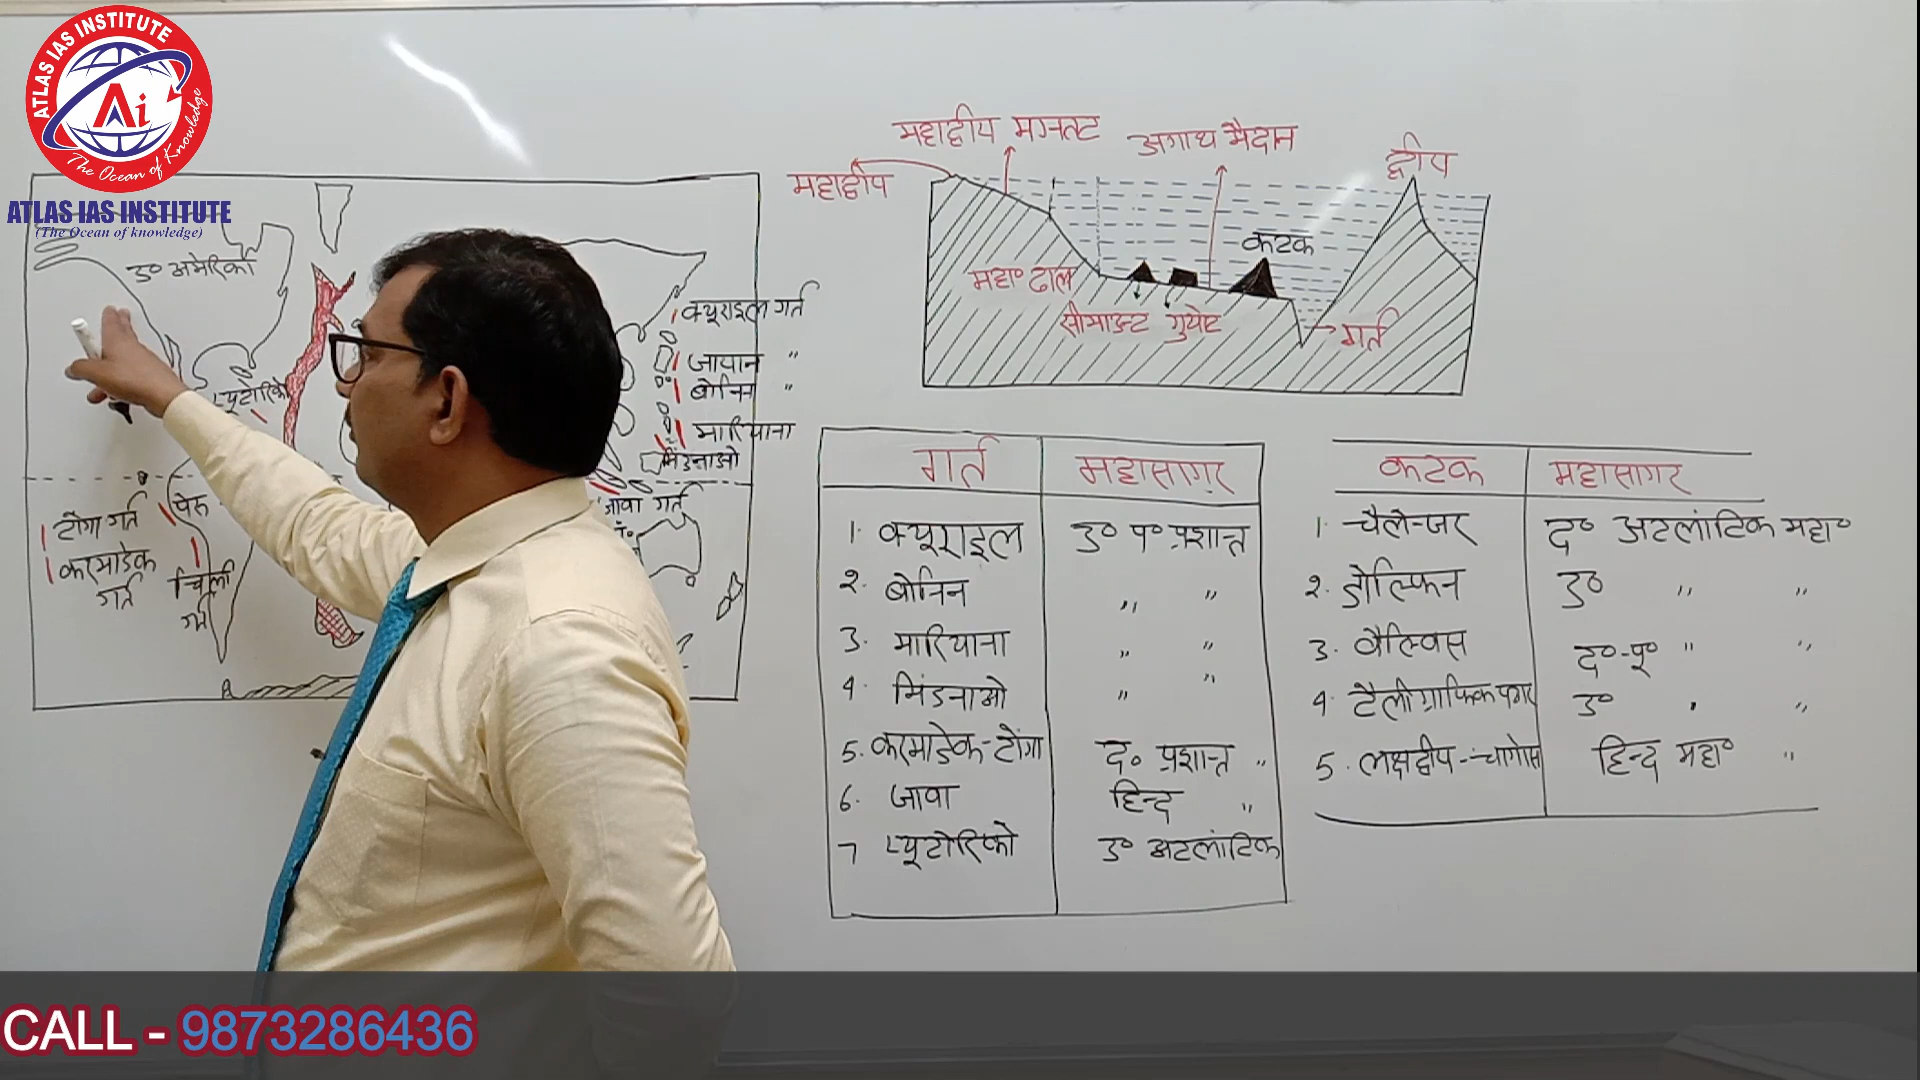 ATLAS IAS INSTITUTE
Ai
The Ocean of Knowledge
ATLAS IAS INSTITUTE
(The Ocean of knowledge)
उ० अमेरिका
प्यूटोरिको
टोंगा गर्त
करमाडेक
गर्त
पेरू
चिली
गर्त
क्यूराइल गर्त
जापान "
बोनिन "
मारियाना
मिंडनाओ
जावा गर्त
महाद्वीप मग्नतट
अगाध मैदान
द्वीप
महाद्वीप
कटक
महा० ढाल
सीमाउन्ट गुयोट
गर्त
गर्त महासागर
1. क्यूराइल उ० प० प्रशान्त
2. बोनिन " "
3. मारियाना " "
4. मिंडनाओ " "
5. करमाडेक-टोंगा द० प्रशान्त "
6. जावा हिन्द "
7 प्यूटोरिको उ० अटलांटिक
कटक महासागर
1. चैलेन्जर द० अटलांटिक महा०
2. डोल्फिन उ० " "
3. वैल्विस द०-पू० " "
4. टैलीग्राफिक पठार उ० " "
5. लक्षद्वीप-चागोस हिन्द महा० "
CALL - 9873286436